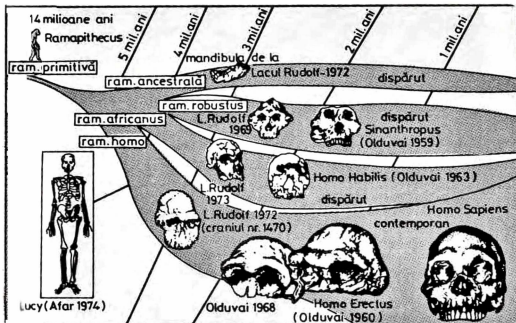 14 milioane ani
Ramapithecus
ram.primitivă
5 mil.ani
4 mil.ani
3 mil.ani
2 mil.ani
1 mil.ani
mandibula de la
Lacul Rudolf-1972
dispărut
ram.ancestrală
ram.robustus
ram.africanus
ram.homo
L.Rudolf
1969
dispărut
Sinanthropus
(Olduvai 1959)
L.Rudolf
1973
Homo Habilis (Olduvai 1963)
dispărut
L.Rudolf 1972
(craniul nr.1470)
Homo Sapiens
contemporan
Lucy (Afar 1974)
Olduvai 1968
Homo Erectus
(Olduvai 1960)